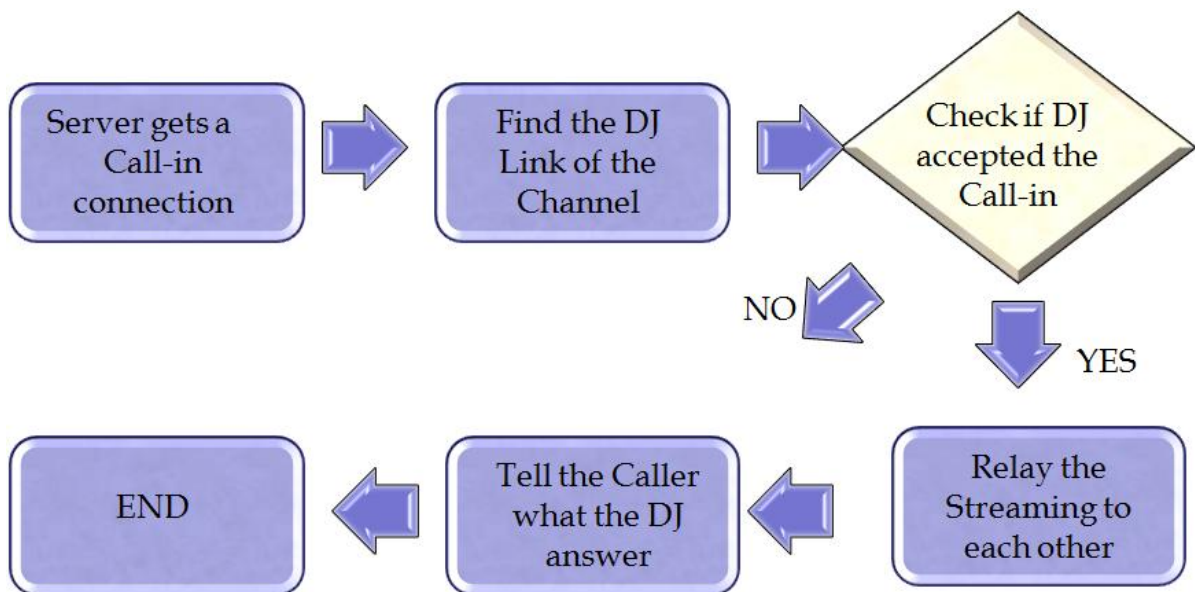 Server gets a
Call-in
connection
Find the DJ
Link of the
Channel
Check if DJ
accepted the
Call-in
NO
YES
END
Tell the Caller
what the DJ
answer
Relay the
Streaming to
each other